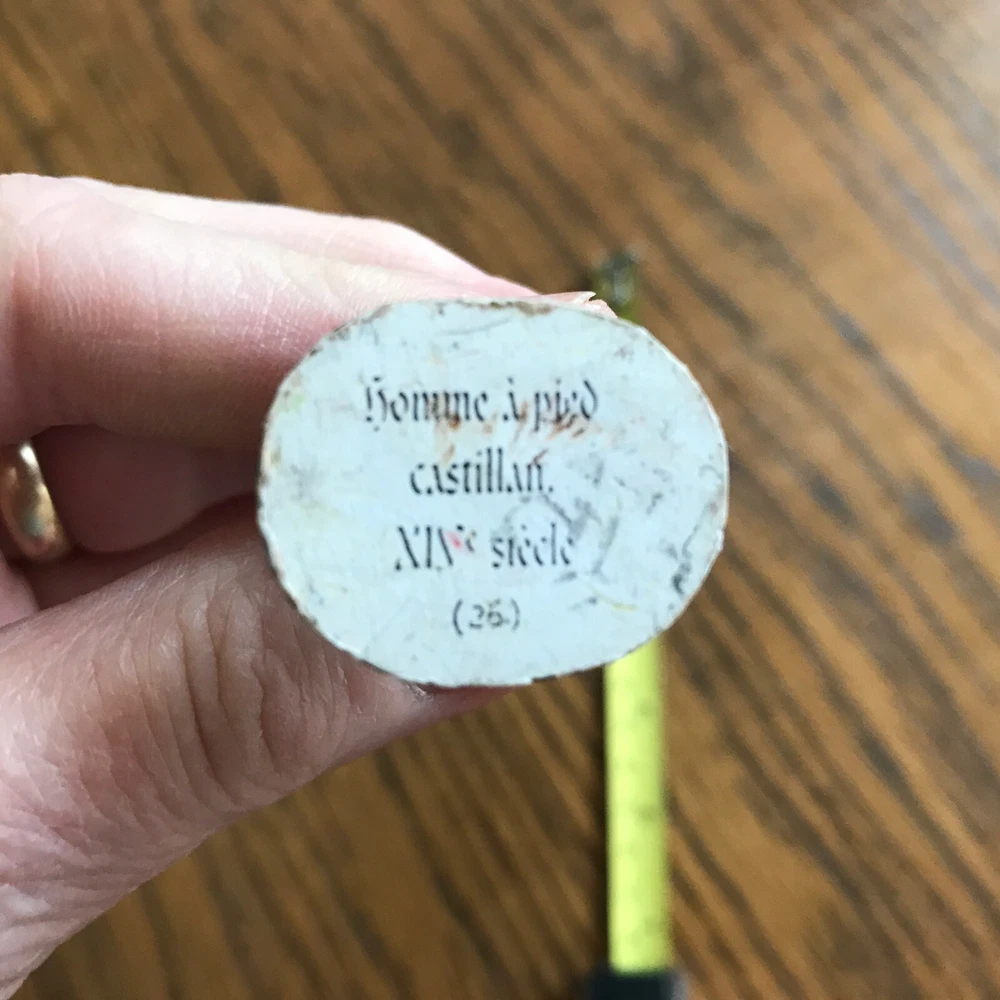 Homme à pied
castillan.
XIVe siècle
(26.)